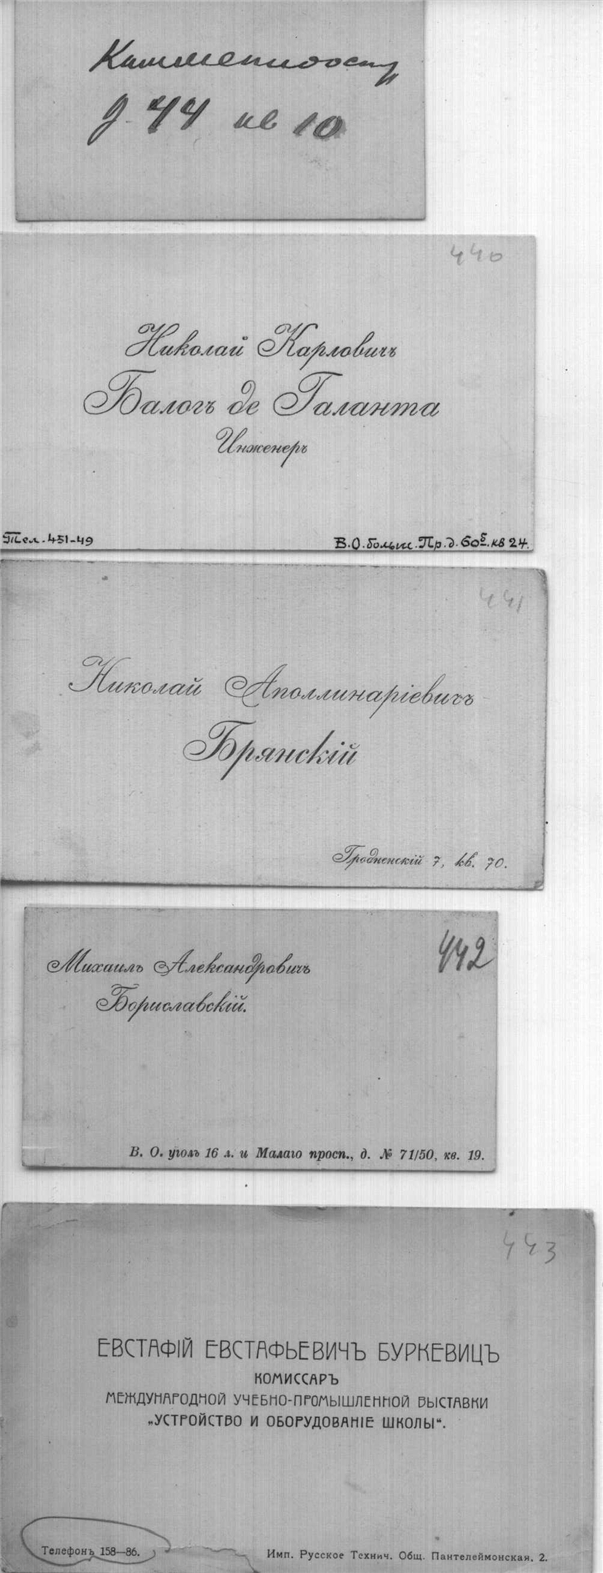 Каменноостр
д. 44 кв 10
440
Николай Карловичъ
Балогъ де Галанта
Инженеръ
Тел. 451-49
В.О. больш. Пр. д. 60 кв 24.
441
Николай Аполлинаріевичъ
Брянскій
Гродненскій 7, кв. 70.
442
Михаилъ Александровичъ
Бориславскій.
В. О. уголъ 16 л. и Малаго просп., д. № 71/50, кв. 19.
443
ЕВСТАФІЙ ЕВСТАФЬЕВИЧЪ БУРКЕВИЦЪ
КОМИССАРЪ
МЕЖДУНАРОДНОЙ УЧЕБНО-ПРОМЫШЛЕННОЙ ВЫСТАВКИ
„УСТРОЙСТВО И ОБОРУДОВАНІЕ ШКОЛЫ“.
Телефонъ 158—86.
Имп. Русское Технич. Общ. Пантелеймонская, 2.